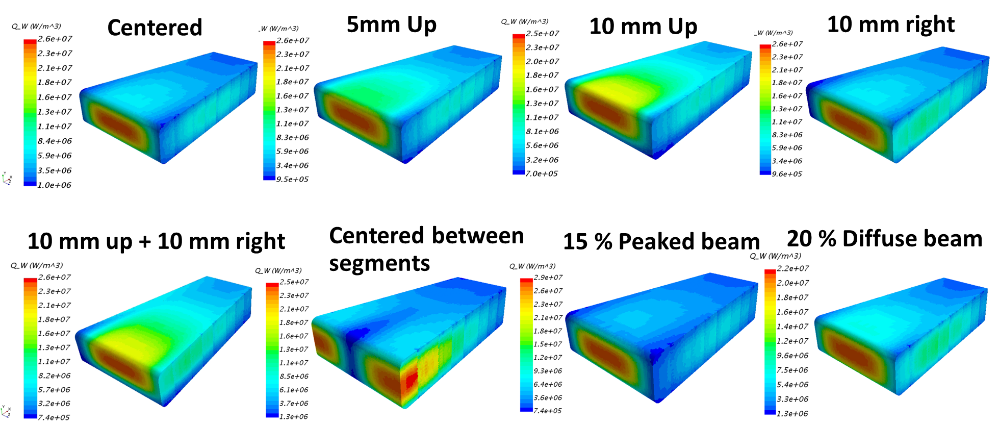 Centered
5mm Up
10 mm Up
10 mm right
Q_W (W/m^3)
2.6e+07
2.3e+07
2.1e+07
1.8e+07
1.6e+07
1.3e+07
1.1e+07
8.4e+06
5.9e+06
3.5e+06
1.0e+06
_W (W/m^3)
2.6e+07
2.3e+07
2.1e+07
1.8e+07
1.6e+07
1.3e+07
1.1e+07
8.3e+06
5.9e+06
3.4e+06
9.5e+05
Q_W (W/m^3)
2.5e+07
2.3e+07
2.0e+07
1.8e+07
1.5e+07
1.3e+07
1.1e+07
8.1e+06
5.6e+06
3.2e+06
7.0e+05
_W (W/m^3)
2.6e+07
2.3e+07
2.1e+07
1.8e+07
1.6e+07
1.3e+07
1.1e+07
8.3e+06
5.9e+06
3.4e+06
9.6e+05
Y
X
Z
10 mm up + 10 mm right
Centered between
segments
15 % Peaked beam
20 % Diffuse beam
Q_W (W/m^3)
2.6e+07
2.3e+07
2.1e+07
1.8e+07
1.6e+07
1.3e+07
1.1e+07
8.2e+06
5.7e+06
3.2e+06
7.4e+05
Q_W (W/m^3)
2.5e+07
2.3e+07
2.1e+07
1.8e+07
1.6e+07
1.3e+07
1.1e+07
8.5e+06
6.1e+06
3.7e+06
1.3e+06
Q_W (W/m^3)
2.9e+07
2.6e+07
2.3e+07
2.1e+07
1.8e+07
1.5e+07
1.2e+07
9.3e+06
6.4e+06
3.6e+06
7.4e+05
Q_W (W/m^3)
2.2e+07
2.0e+07
1.8e+07
1.6e+07
1.4e+07
1.2e+07
9.6e+06
7.5e+06
5.4e+06
3.3e+06
1.3e+06
Y
X
Z